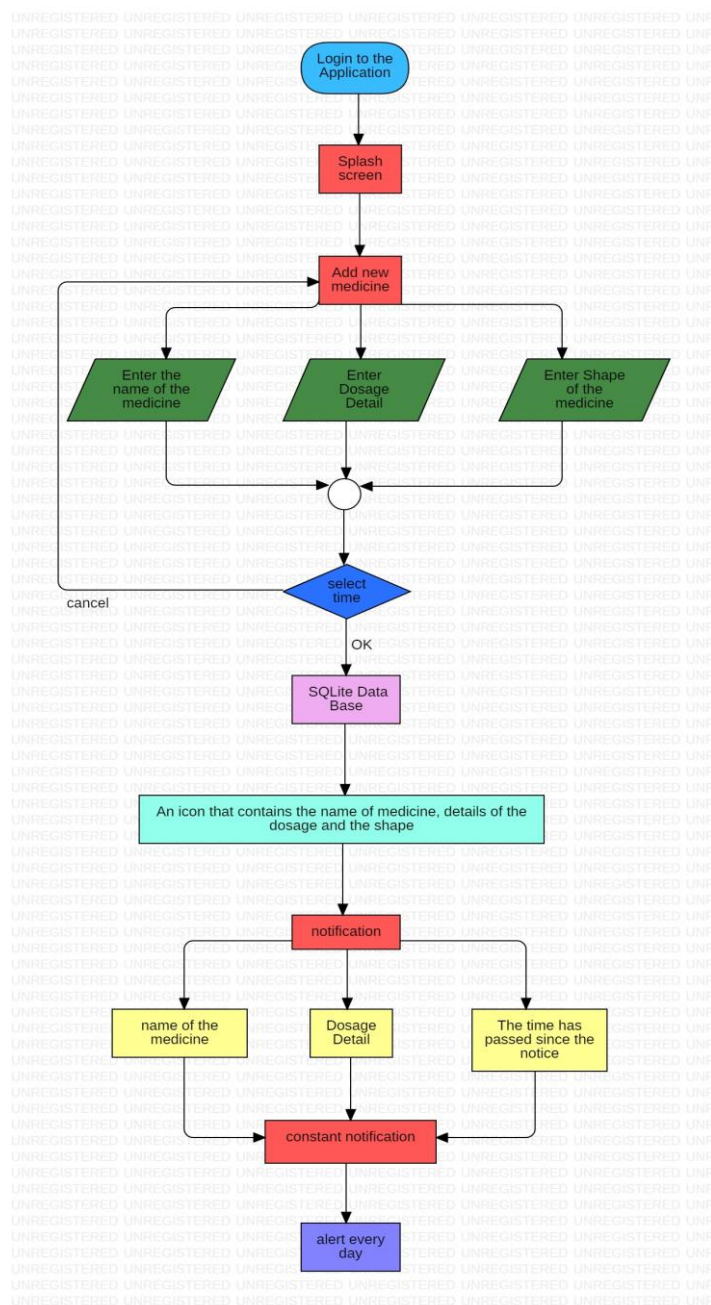 Login to the
Application
Splash
screen
Add new
medicine
Enter the
name of the
medicine
Enter
Dosage
Detail
Enter Shape
of the
medicine
select
time
cancel
OK
SQLite Data
Base
An icon that contains the name of medicine, details of the
dosage and the shape
notification
name of the
medicine
Dosage
Detail
The time has
passed since the
notice
constant notification
alert every
day